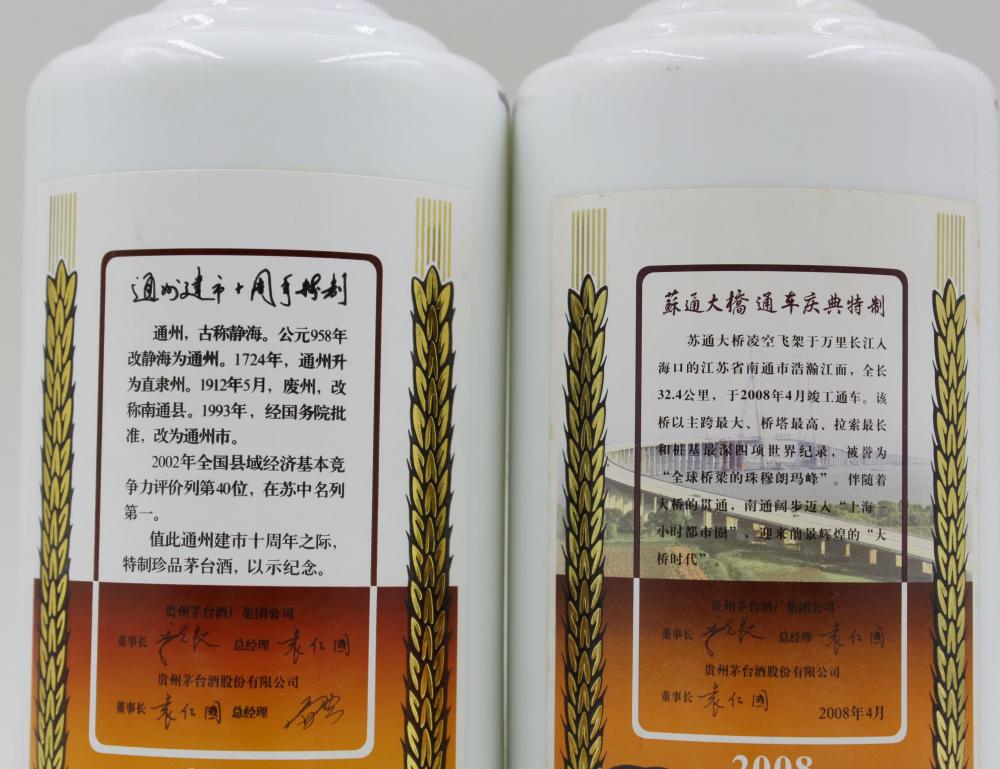 通州建市十周年特制
通州，古称静海。公元958年
改静海为通州。1724年，通州升
为直隶州。1912年5月，废州，改
称南通县。1993年，经国务院批
准，改为通州市。
2002年全国县域经济基本竞
争力评价列第40位，在苏中名列
第一。
值此通州建市十周年之际，
特制珍品茅台酒，以示纪念。
贵州茅台酒厂集团公司
董事长 总经理 袁仁国
贵州茅台酒股份有限公司
董事长 袁仁国 总经理
蘇通大橋通车庆典特制
苏通大桥凌空飞架于万里长江入
海口的江苏省南通市浩瀚江面，全长
32.4公里，于2008年4月竣工通车。该
桥以主跨最大、桥塔最高、拉索最长
和桩基最深四项世界纪录，被誉为
“全球桥梁的珠穆朗玛峰”。伴随着
大桥的贯通，南通阔步迈入“上海一
小时都市圈”，迎来前景辉煌的“大
桥时代”。
贵州茅台酒厂集团公司
董事长 总经理 袁仁国
贵州茅台酒股份有限公司
董事长 袁仁国 2008年4月
2008